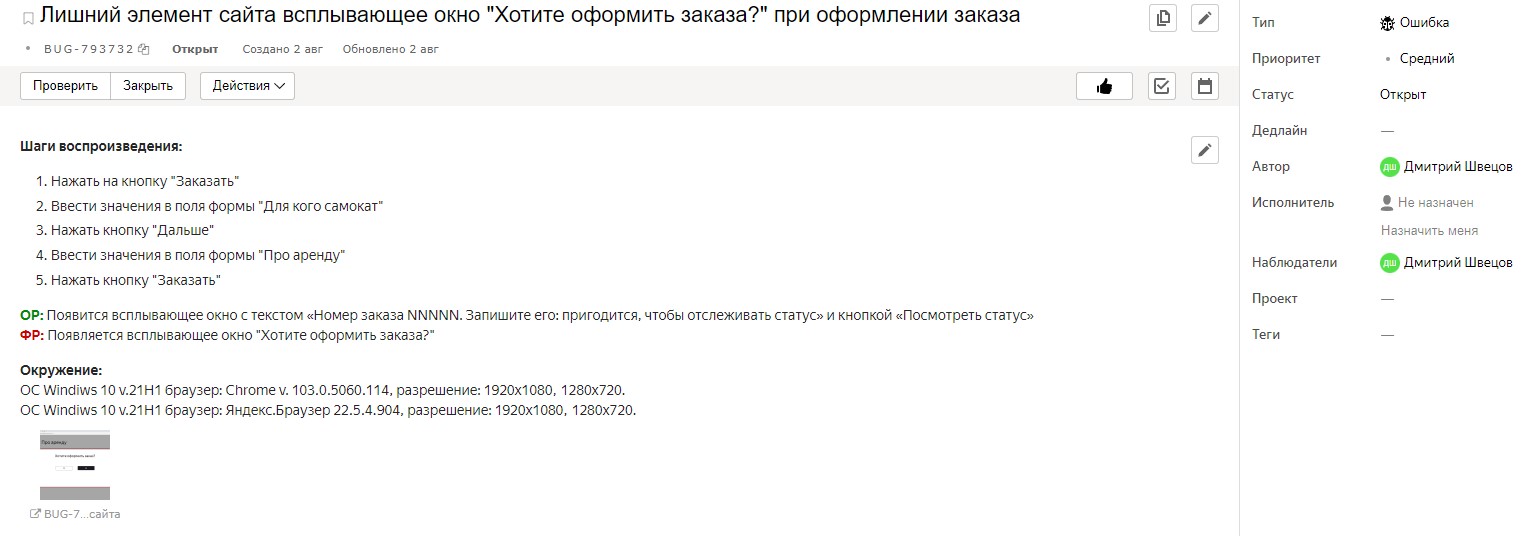 Лишний элемент сайта всплывающее окно "Хотите оформить заказа?" при оформлении заказа
BUG-793732 Открыт Создано 2 авг Обновлено 2 авг
Проверить Закрыть Действия
Шаги воспроизведения:
1. Нажать на кнопку "Заказать"
2. Ввести значения в поля формы "Для кого самокат"
3. Нажать кнопку "Дальше"
4. Ввести значения в поля формы "Про аренду"
5. Нажать кнопку "Заказать"
ОР: Появится всплывающее окно с текстом «Номер заказа NNNNN. Запишите его: пригодится, чтобы отслеживать статус» и кнопкой «Посмотреть статус»
ФР: Появляется всплывающее окно "Хотите оформить заказа?"
Окружение:
ОС Windiws 10 v.21H1 браузер: Chrome v. 103.0.5060.114, разрешение: 1920x1080, 1280x720.
ОС Windiws 10 v.21H1 браузер: Яндекс.Браузер 22.5.4.904, разрешение: 1920x1080, 1280x720.
Про аренду
Хотите оформить заказ?
BUG-7...сайта
Тип Ошибка
Приоритет Средний
Статус Открыт
Дедлайн —
Автор ДШ Дмитрий Швецов
Исполнитель Не назначен
Назначить меня
Наблюдатели ДШ Дмитрий Швецов
Проект —
Теги —